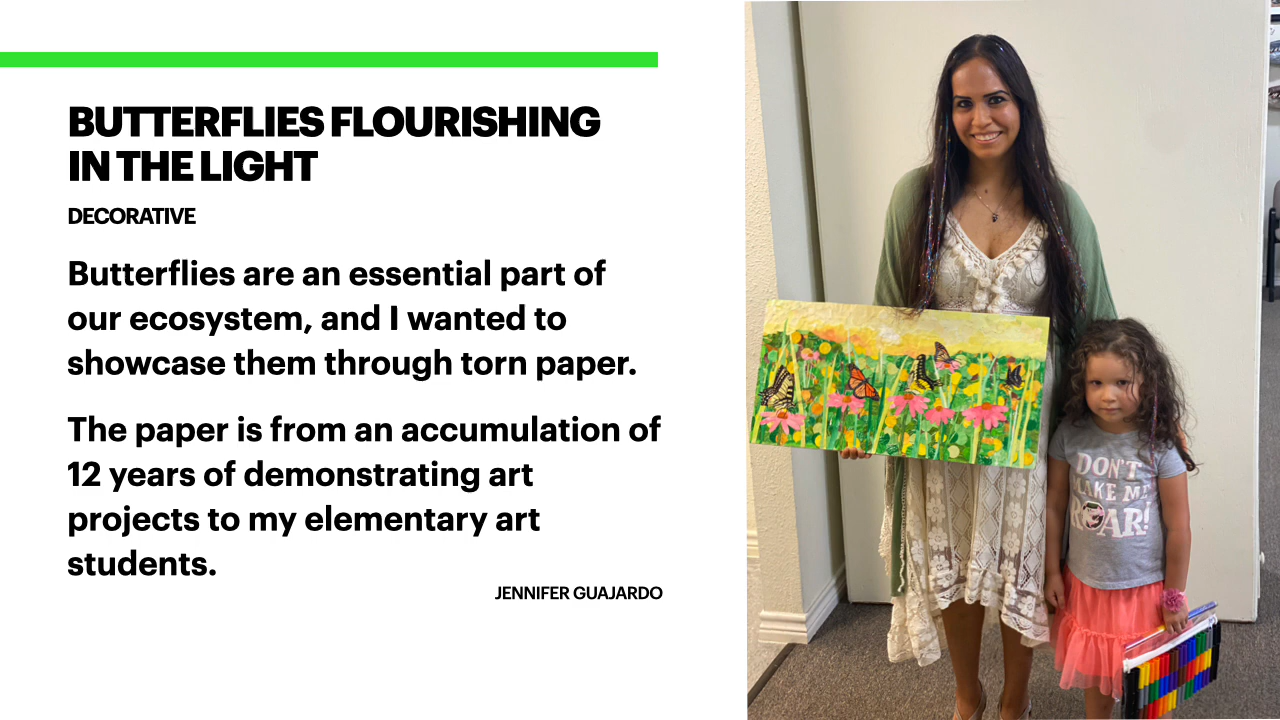 BUTTERFLIES FLOURISHING
IN THE LIGHT
DECORATIVE
Butterflies are an essential part of
our ecosystem, and I wanted to
showcase them through torn paper.
The paper is from an accumulation of
12 years of demonstrating art
projects to my elementary art
students.
JENNIFER GUAJARDO
DON'T
ME